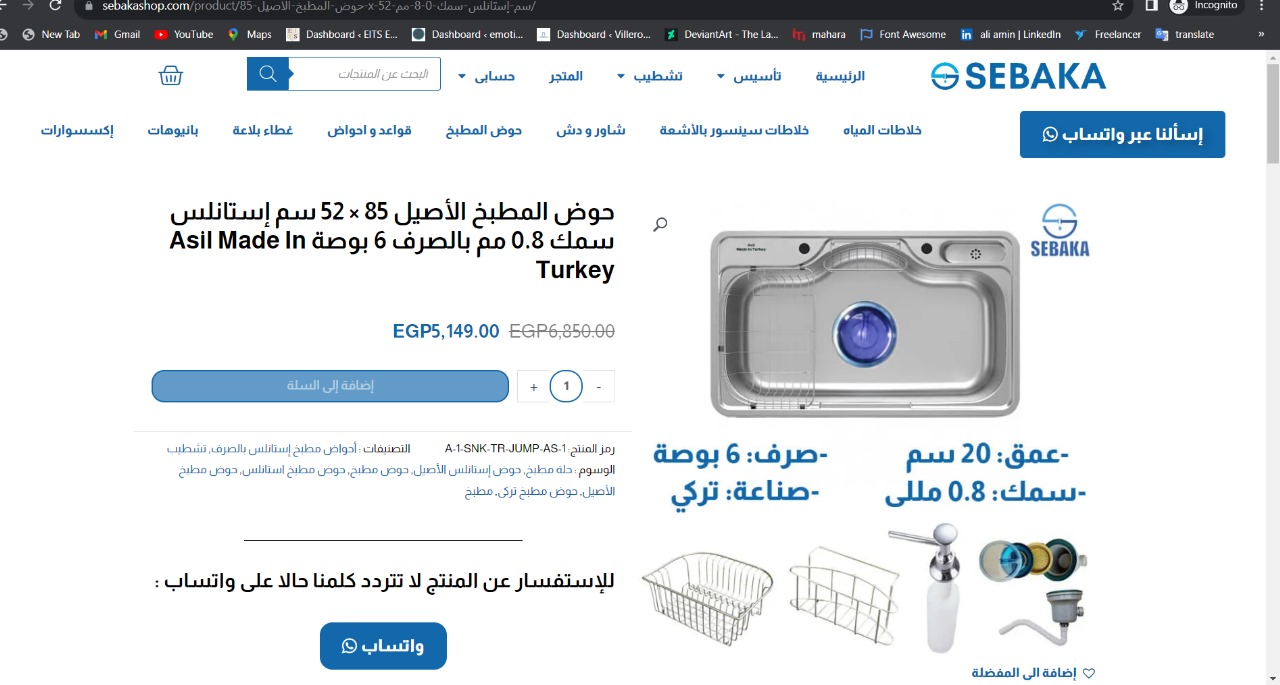 sebakashop.com/product/حوض-المطبخ-الأصيل-85-x-52-سم-إستانلس-سمك-0-8-مم/
Incognito
New Tab
Gmail
YouTube
Maps
Dashboard ‹ EITS E...
Dashboard ‹ emoti...
Dashboard ‹ Villero...
DeviantArt - The La...
mahara
Font Awesome
ali amin | LinkedIn
Freelancer
translate
»
SEBAKA
الرئيسية
تأسيس
تشطيب
المتجر
حسابى
البحث عن المنتجات
إسألنا عبر واتساب
خلاطات المياه
خلاطات سينسور بالأشعة
شاور و دش
حوض المطبخ
قواعد و احواض
غطاء بلاعة
بانيوهات
إكسسوارات
SEBAKA
Asil
Made In Turkey
-عمق: 20 سم
-صرف: 6 بوصة
-سمك: 0.8 مللى
-صناعة: تركي
إضافة الى المفضلة
حوض المطبخ الأصيل 85 × 52 سم إستانلس
سمك 0.8 مم بالصرف 6 بوصة Asil Made In
Turkey
EGP6,850.00 EGP5,149.00
- 1 +
إضافة إلى السلة
رمز المنتج: A-1-SNK-TR-JUMP-AS-1 التصنيفات : أحواض مطبخ إستانلس بالصرف, تشطيب
الوسوم : حلة مطبخ, حوض إستانلس الأصيل, حوض مطبخ, حوض مطبخ استانلس, حوض مطبخ
الأصيل, حوض مطبخ تركى, مطبخ
للإستفسار عن المنتج لا تتردد كلمنا حالا على واتساب :
واتساب